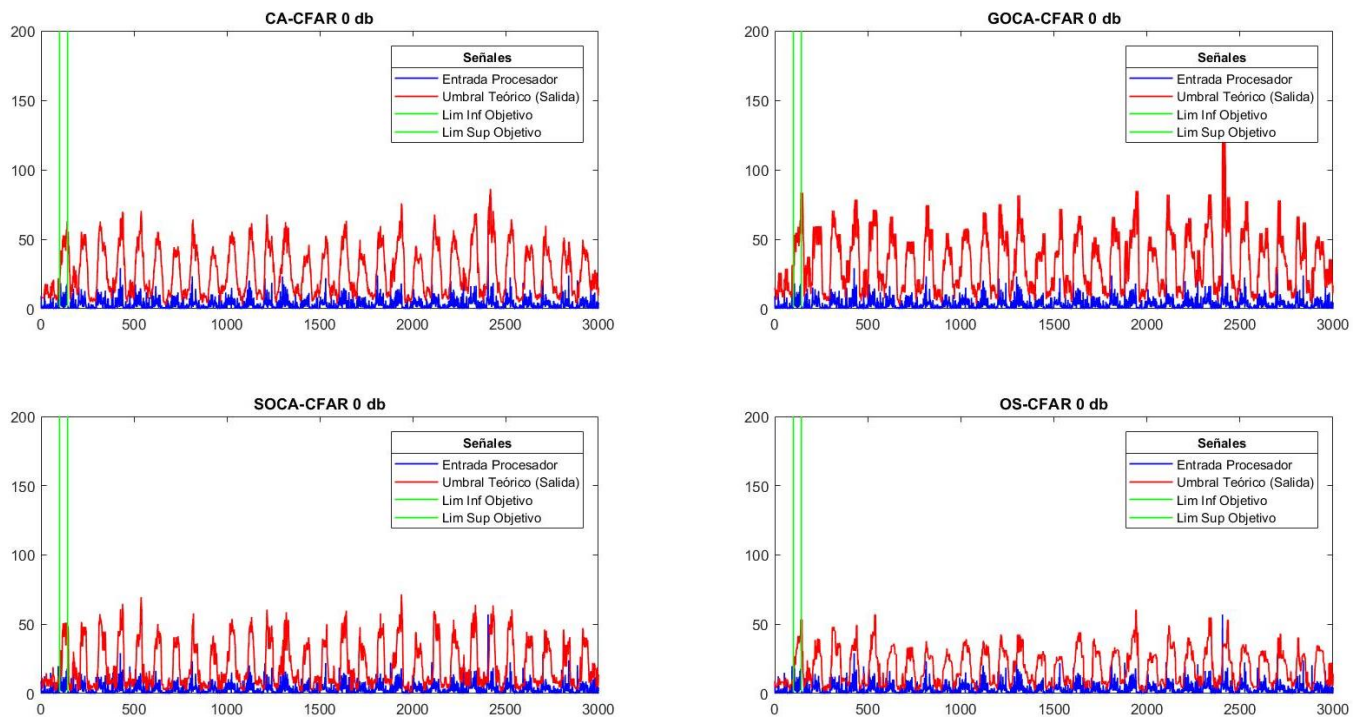 CA-CFAR 0 db
200
150
100
50
0
0 500 1000 1500 2000 2500 3000
Señales
Entrada Procesador
Umbral Teórico (Salida)
Lim Inf Objetivo
Lim Sup Objetivo
GOCA-CFAR 0 db
200
150
100
50
0
0 500 1000 1500 2000 2500 3000
Señales
Entrada Procesador
Umbral Teórico (Salida)
Lim Inf Objetivo
Lim Sup Objetivo
SOCA-CFAR 0 db
200
150
100
50
0
0 500 1000 1500 2000 2500 3000
Señales
Entrada Procesador
Umbral Teórico (Salida)
Lim Inf Objetivo
Lim Sup Objetivo
OS-CFAR 0 db
200
150
100
50
0
0 500 1000 1500 2000 2500 3000
Señales
Entrada Procesador
Umbral Teórico (Salida)
Lim Inf Objetivo
Lim Sup Objetivo